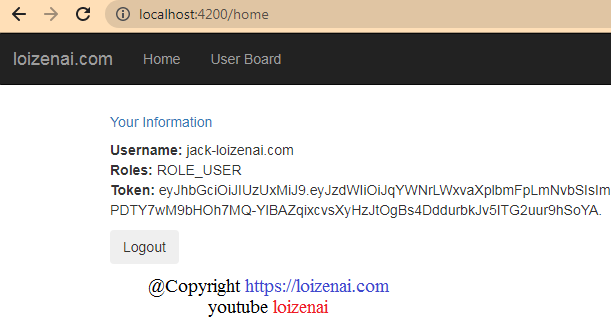 localhost:4200/home
loizenai.com Home User Board
Your Information
Username: jack-loizenai.com
Roles: ROLE_USER
Token: eyJhbGciOiJIUzUxMiJ9.eyJzdWIiOiJqYWNrLWxvaXplbmFpLmNvbSIsIm
PDTY7wM9bHOh7MQ-YIBAZqixcvsXyHzJtOgBs4DddurbkJv5ITG2uur9hSoYA.
Logout
@Copyright https://loizenai.com
youtube loizenai